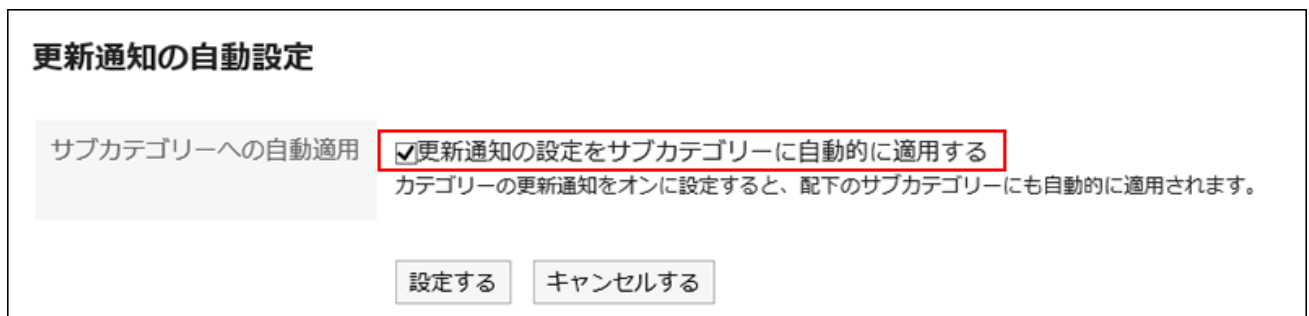 更新通知の自動設定
サブカテゴリーへの自動適用
更新通知の設定をサブカテゴリーに自動的に適用する
カテゴリーの更新通知をオンに設定すると、配下のサブカテゴリーにも自動的に適用されます。
設定する
キャンセルする